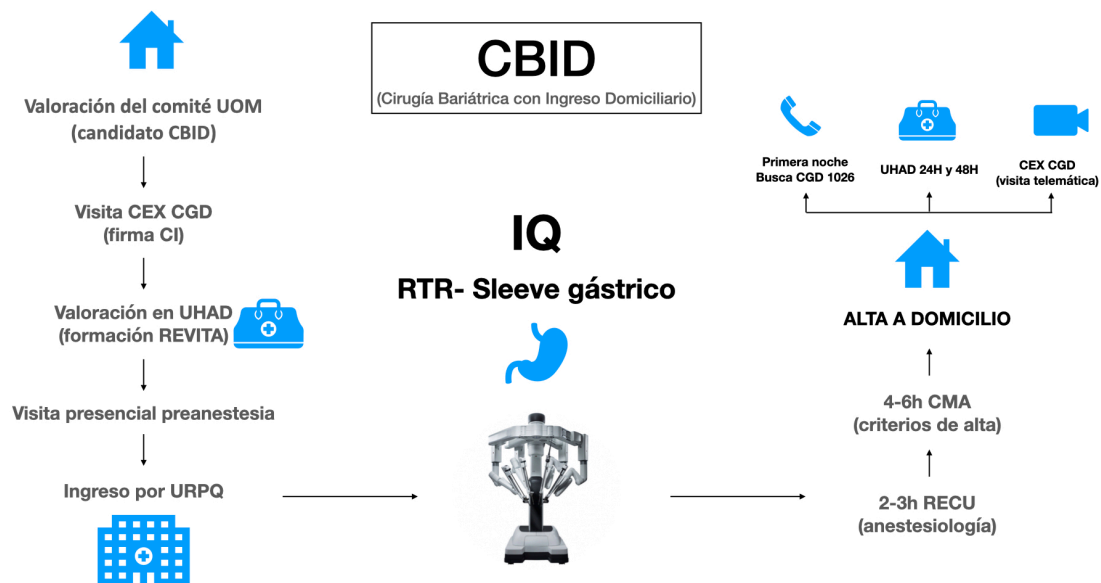 CBID
(Cirugía Bariátrica con Ingreso Domiciliario)
Valoración del comité UOM
(candidato CBID)
Visita CEX CGD
(firma CI)
Valoración en UHAD
(formación REVITA)
Visita presencial preanestesia
Ingreso por URPQ
IQ
RTR- Sleeve gástrico
2-3h RECU
(anestesiología)
4-6h CMA
(criterios de alta)
ALTA A DOMICILIO
Primera noche
Busca CGD 1026
UHAD 24H y 48H
CEX CGD
(visita telemática)